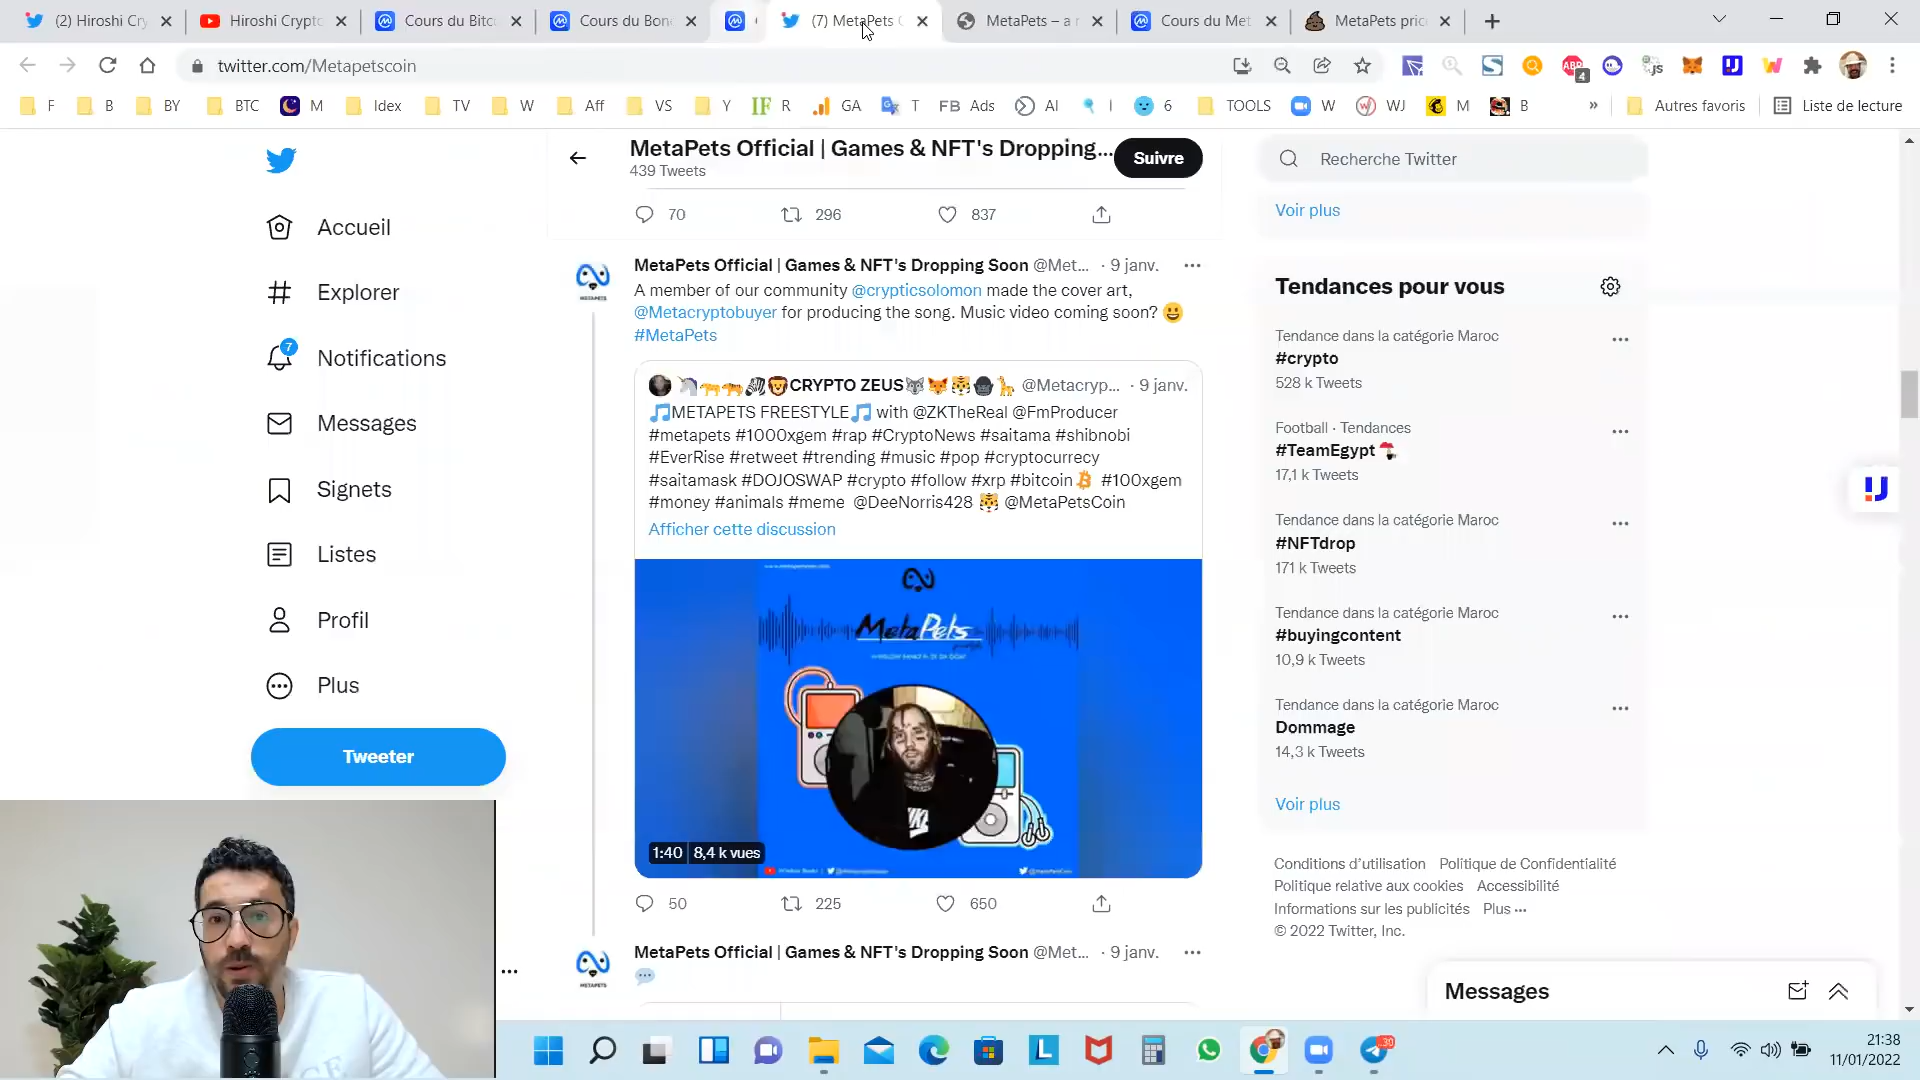 (2) Hiroshi Cry
Hiroshi Crypto
Cours du Bitc
Cours du Bon
(7) MetaPets
MetaPets – a r
Cours du Met
MetaPets pric
twitter.com/Metapetscoin
4
F
B
BY
BTC
M
Idex
TV
W
Aff
VS
Y
R
GA
T
FB Ads
AI
I
6
TOOLS
W
WJ
M
B
»
Autres favoris
Liste de lecture
MetaPets Official | Games & NFT's Dropping...
439 Tweets
Suivre
Recherche Twitter
Voir plus
70
296
837
Accueil
Explorer
7
Notifications
Messages
Signets
Listes
Profil
Plus
Tweeter
MetaPets Official | Games & NFT's Dropping Soon @Met... · 9 janv.
A member of our community @crypticsolomon made the cover art,
@Metacryptobuyer for producing the song. Music video coming soon? 😀
#MetaPets
CRYPTO ZEUS @Metacryp... · 9 janv.
🎵METAPETS FREESTYLE🎵 with @ZKTheReal @FmProducer
#metapets #1000xgem #rap #CryptoNews #saitama #shibnobi
#EverRise #retweet #trending #music #pop #cryptocurrecy
#saitamask #DOJOSWAP #crypto #follow #xrp #bitcoin #100xgem
#money #animals #meme @DeeNorris428 🐯 @MetaPetsCoin
Afficher cette discussion
MetaPets
1:40
8,4 k vues
50
225
650
MetaPets Official | Games & NFT's Dropping Soon @Met... · 9 janv.
METAPETS
Tendances pour vous
Tendance dans la catégorie Maroc
#crypto
528 k Tweets
Football · Tendances
#TeamEgypt
17,1 k Tweets
Tendance dans la catégorie Maroc
#NFTdrop
171 k Tweets
Tendance dans la catégorie Maroc
#buyingcontent
10,9 k Tweets
Tendance dans la catégorie Maroc
Dommage
14,3 k Tweets
Voir plus
Conditions d’utilisation Politique de Confidentialité
Politique relative aux cookies Accessibilité
Informations sur les publicités Plus ···
© 2022 Twitter, Inc.
Messages
30
21:38
11/01/2022